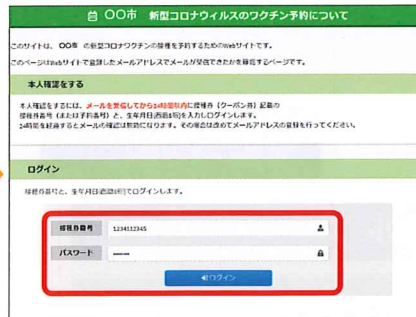 〇〇市 新型コロナウィルスのワクチン予約について
このサイトは、〇〇市 の新型コロナワクチンの接種を予約するためのWebサイトです。
このページはWebサイトで登録したメールアドレスでメールが受信できたかを確認するページです。
本人確認をする
本人確認をするには、メールを受信してから24時間以内に接種券（クーポン券）記載の
接種券番号（または予約番号）と、生年月日(西暦8桁)を入力しログインします。
24時間を経過するとメールの確認は無効になります。その場合は改めてメールアドレスの登録を行ってください。
ログイン
接種券番号と、生年月日(西暦8桁)でログインします。
接種券番号 1234112345
パスワード
ログイン